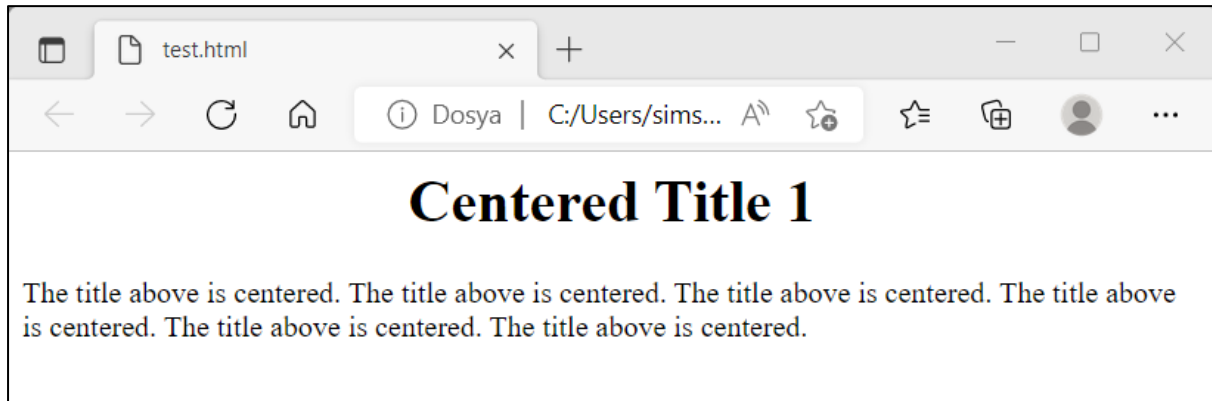 test.html
Dosya | C:/Users/sims...
Centered Title 1
The title above is centered. The title above is centered. The title above is centered. The title above
is centered. The title above is centered. The title above is centered.